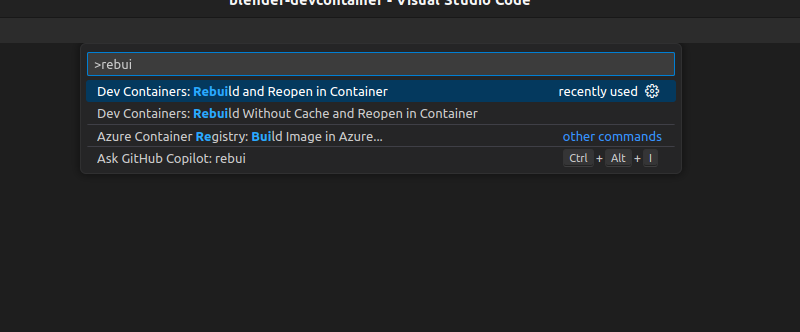 blender-devcontainer - Visual Studio Code
>rebui
Dev Containers: Rebuild and Reopen in Container recently used
Dev Containers: Rebuild Without Cache and Reopen in Container
Azure Container Registry: Build Image in Azure... other commands
Ask GitHub Copilot: rebui Ctrl + Alt + I